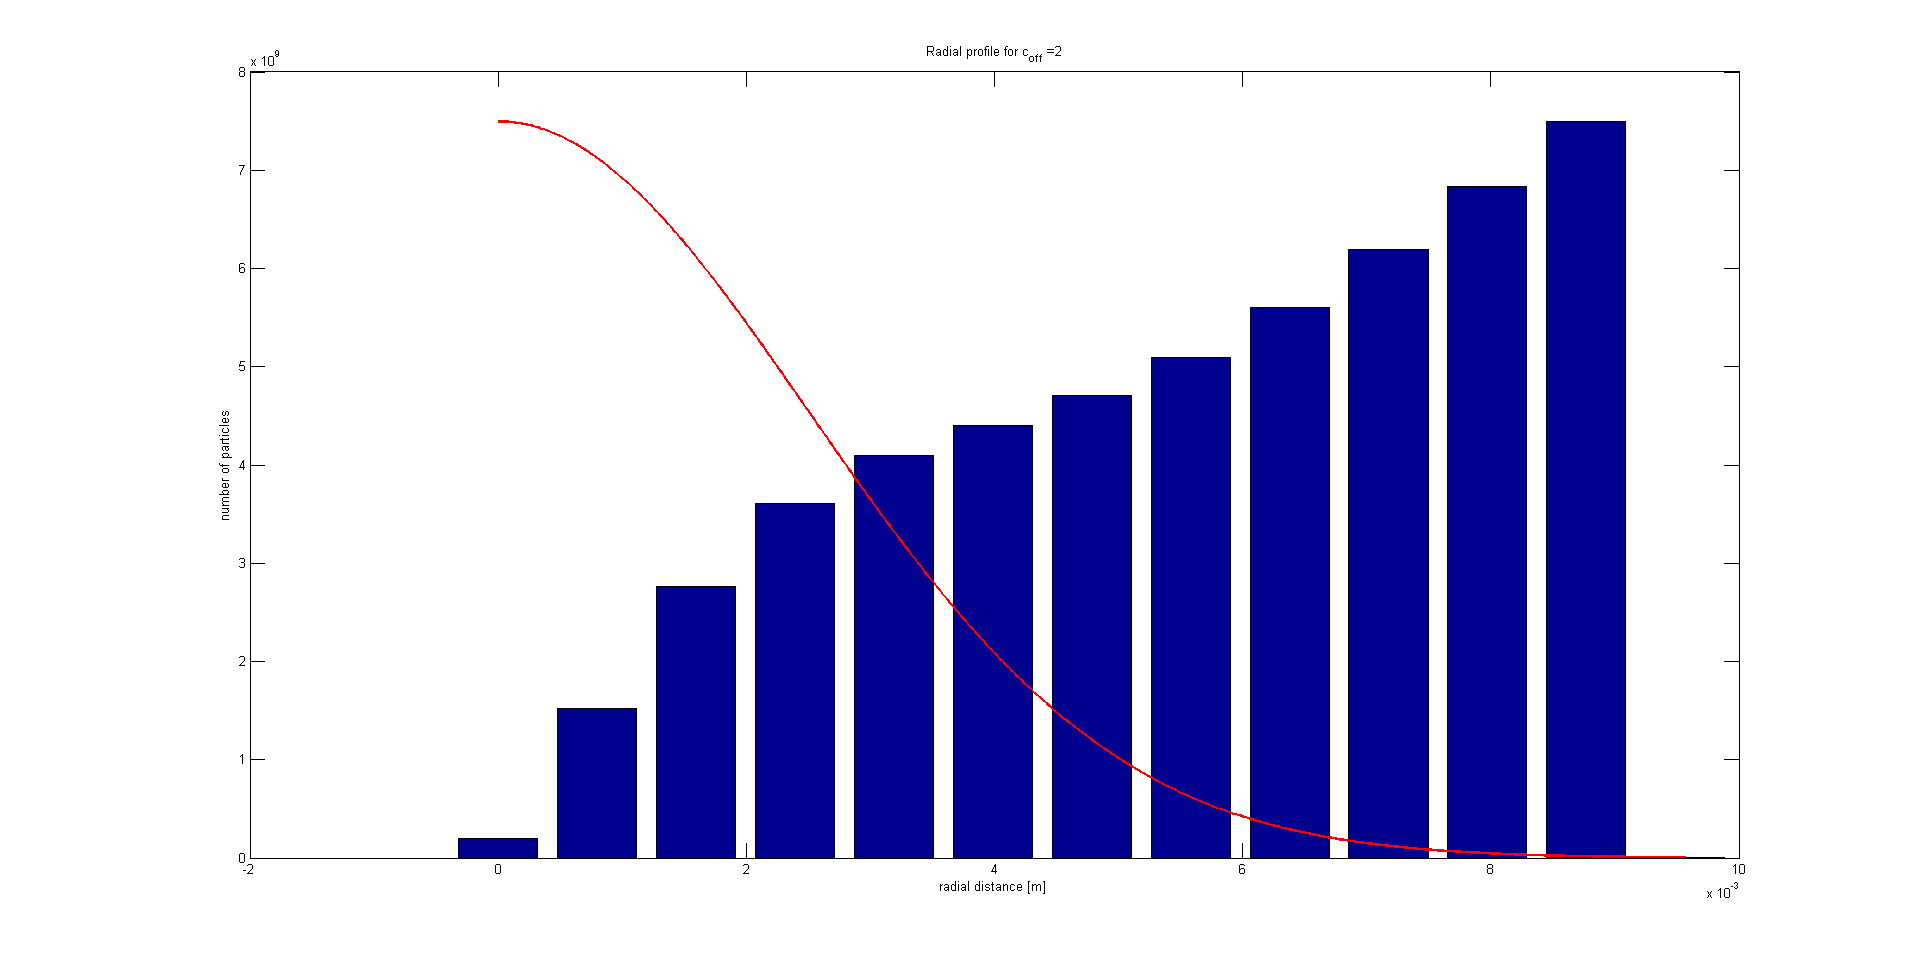 Radial profile for c_off =2
x 10^9
8
7
6
5
4
3
2
1
0
number of particles
-2 0 2 4 6 8 10
radial distance [m]
x 10^-3